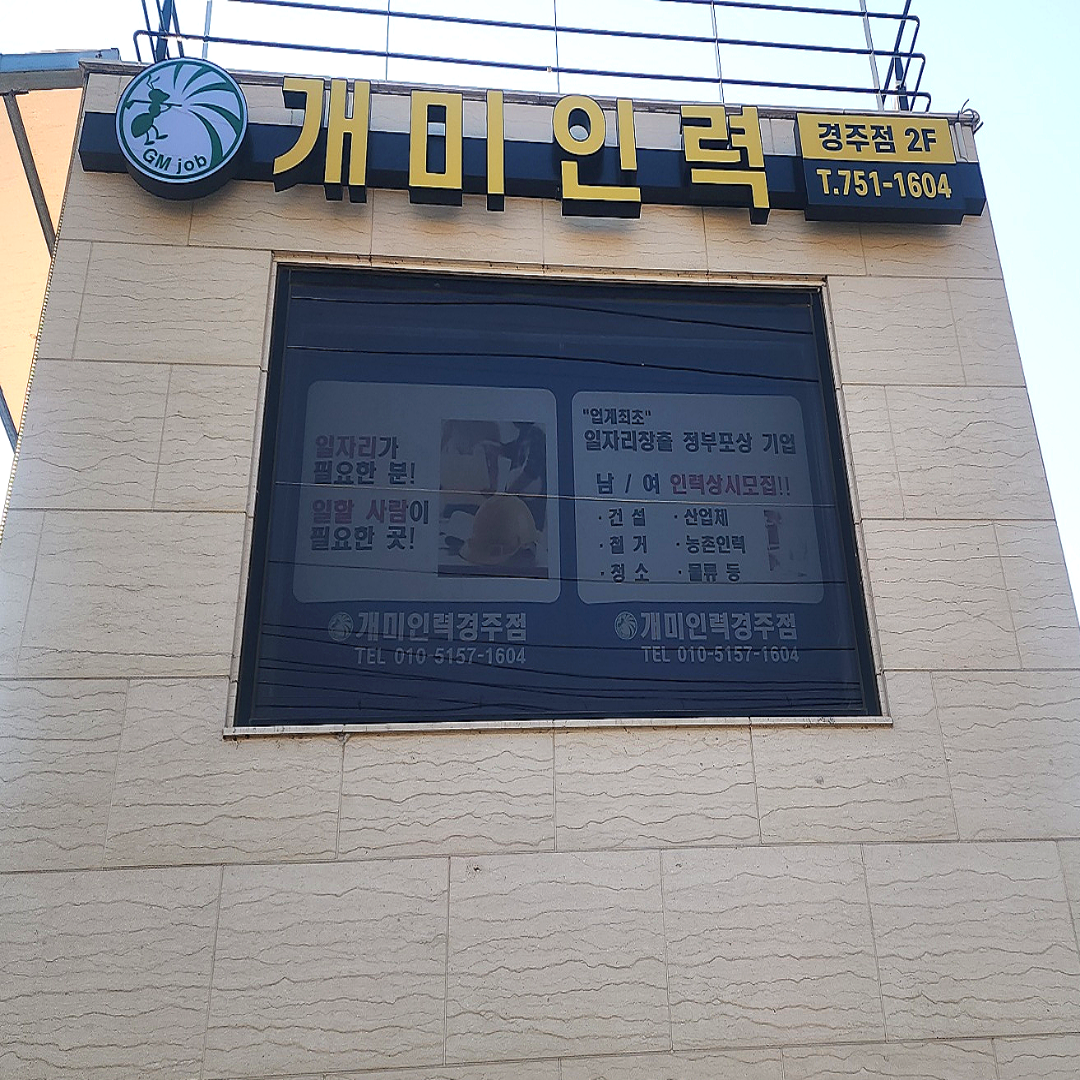 GM job
개미인력
경주점 2F
T.751-1604
일자리가
필요한 분!
일할 사람이
필요한 곳!
개미인력경주점
TEL 010 5157-1604
"업계최초"
일자리창출 정부포상 기업
남 / 여 인력상시모집!!
· 건 설 · 산업체
· 철 거 · 농촌인력
· 청 소 · 물류 등
개미인력경주점
TEL 010-5157-1604